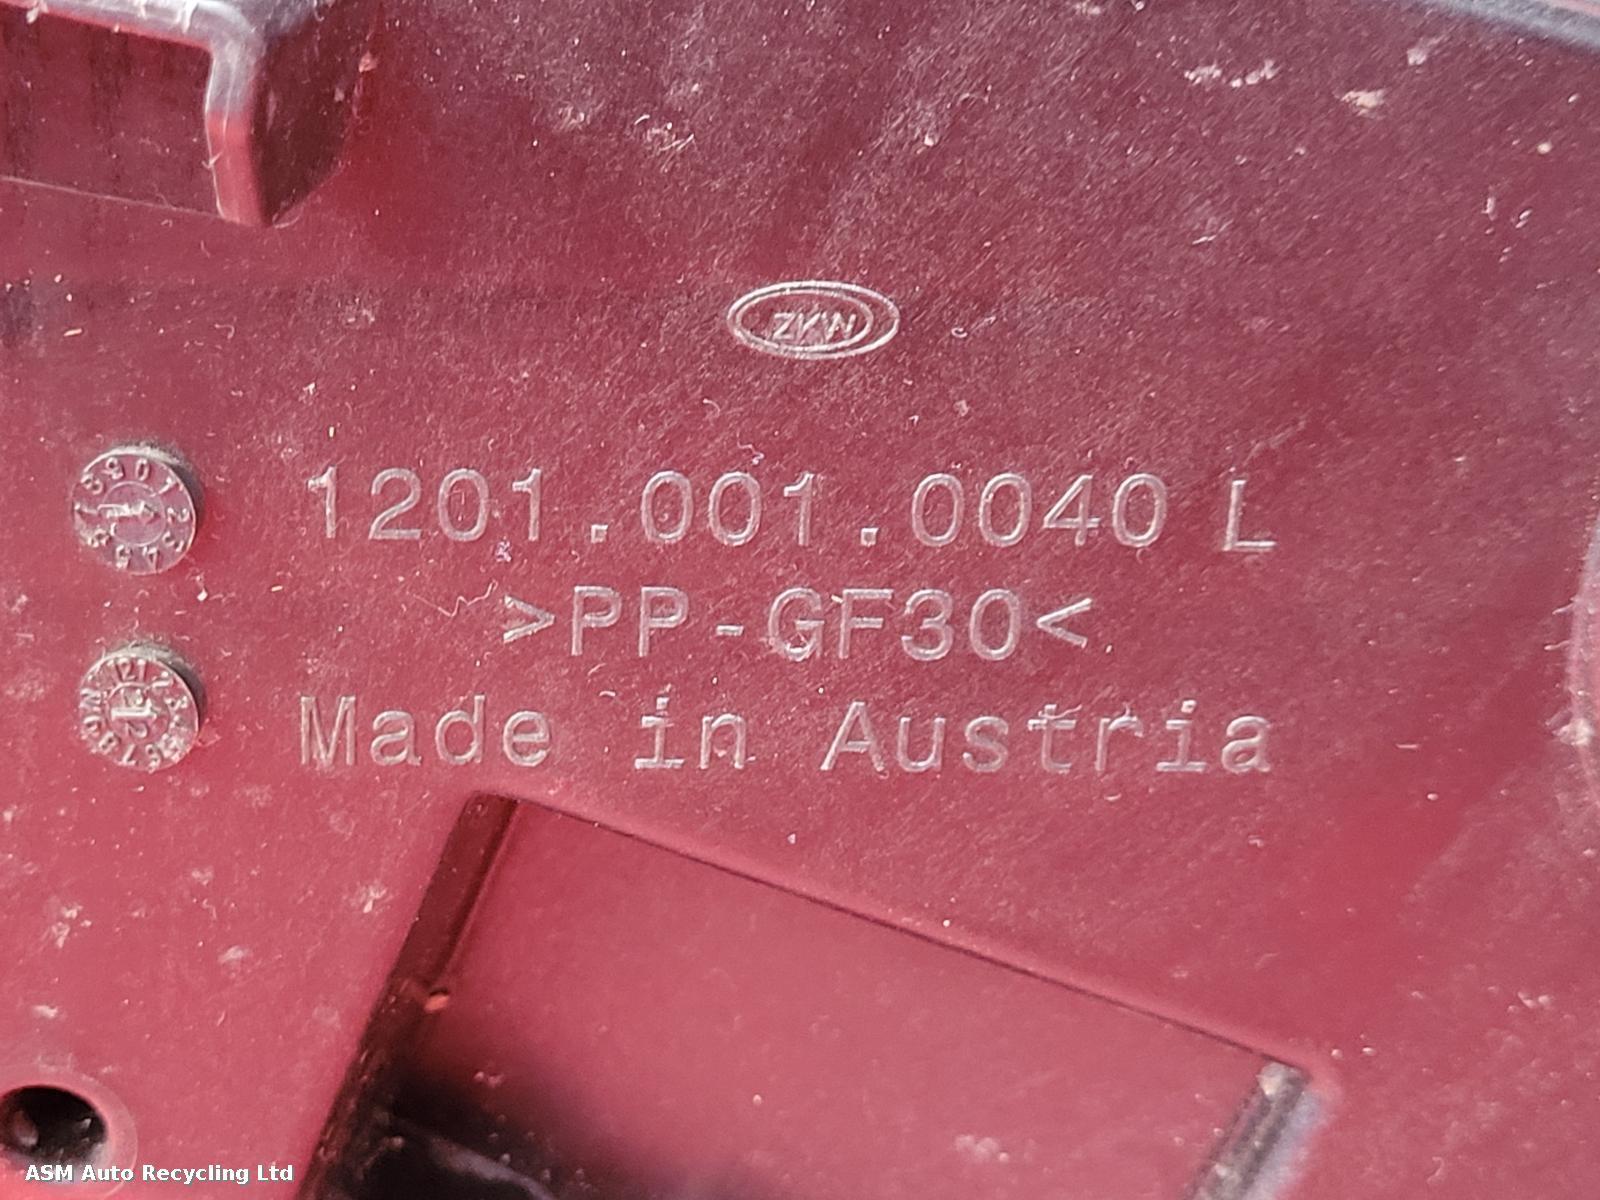 ZKW
1201.001.0040 L
>PP-GF30<
Made in Austria
ASM Auto Recycling Ltd